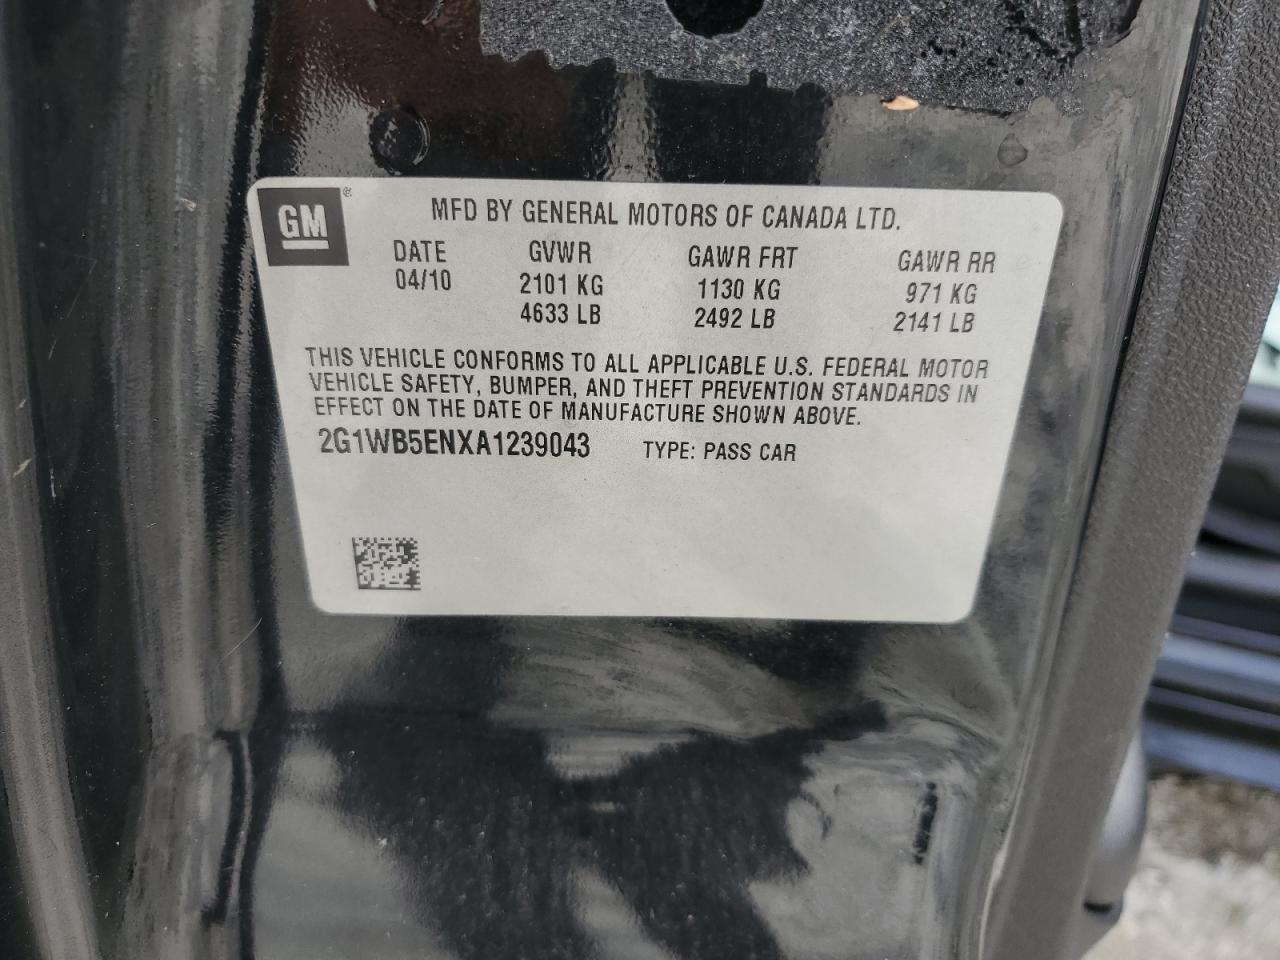 GM ®
MFD BY GENERAL MOTORS OF CANADA LTD.
DATE GVWR GAWR FRT GAWR RR
04/10 2101 KG 1130 KG 971 KG
4633 LB 2492 LB 2141 LB
THIS VEHICLE CONFORMS TO ALL APPLICABLE U.S. FEDERAL MOTOR
VEHICLE SAFETY, BUMPER, AND THEFT PREVENTION STANDARDS IN
EFFECT ON THE DATE OF MANUFACTURE SHOWN ABOVE.
2G1WB5ENXA1239043 TYPE: PASS CAR